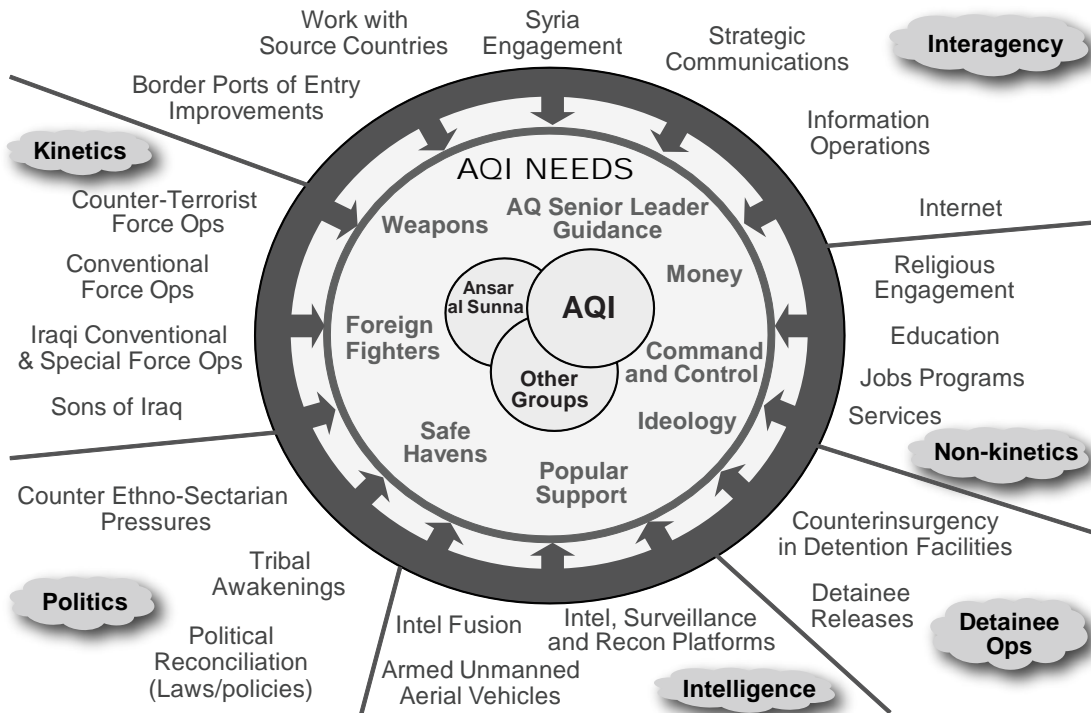 Work with
Source Countries
Syria
Engagement
Strategic
Communications
Interagency
Border Ports of Entry
Improvements
Information
Operations
Internet
Kinetics
Counter-Terrorist
Force Ops
Conventional
Force Ops
Iraqi Conventional
& Special Force Ops
Sons of Iraq
AQI NEEDS
Weapons
AQ Senior Leader
Guidance
Money
Ansar
al Sunna
AQI
Foreign
Fighters
Other
Groups
Command
and Control
Ideology
Safe
Havens
Popular
Support
Religious
Engagement
Education
Jobs Programs
Services
Non-kinetics
Counter Ethno-Sectarian
Pressures
Tribal
Awakenings
Politics
Political
Reconciliation
(Laws/policies)
Intel Fusion
Armed Unmanned
Aerial Vehicles
Intel, Surveillance
and Recon Platforms
Intelligence
Counterinsurgency
in Detention Facilities
Detainee
Releases
Detainee
Ops